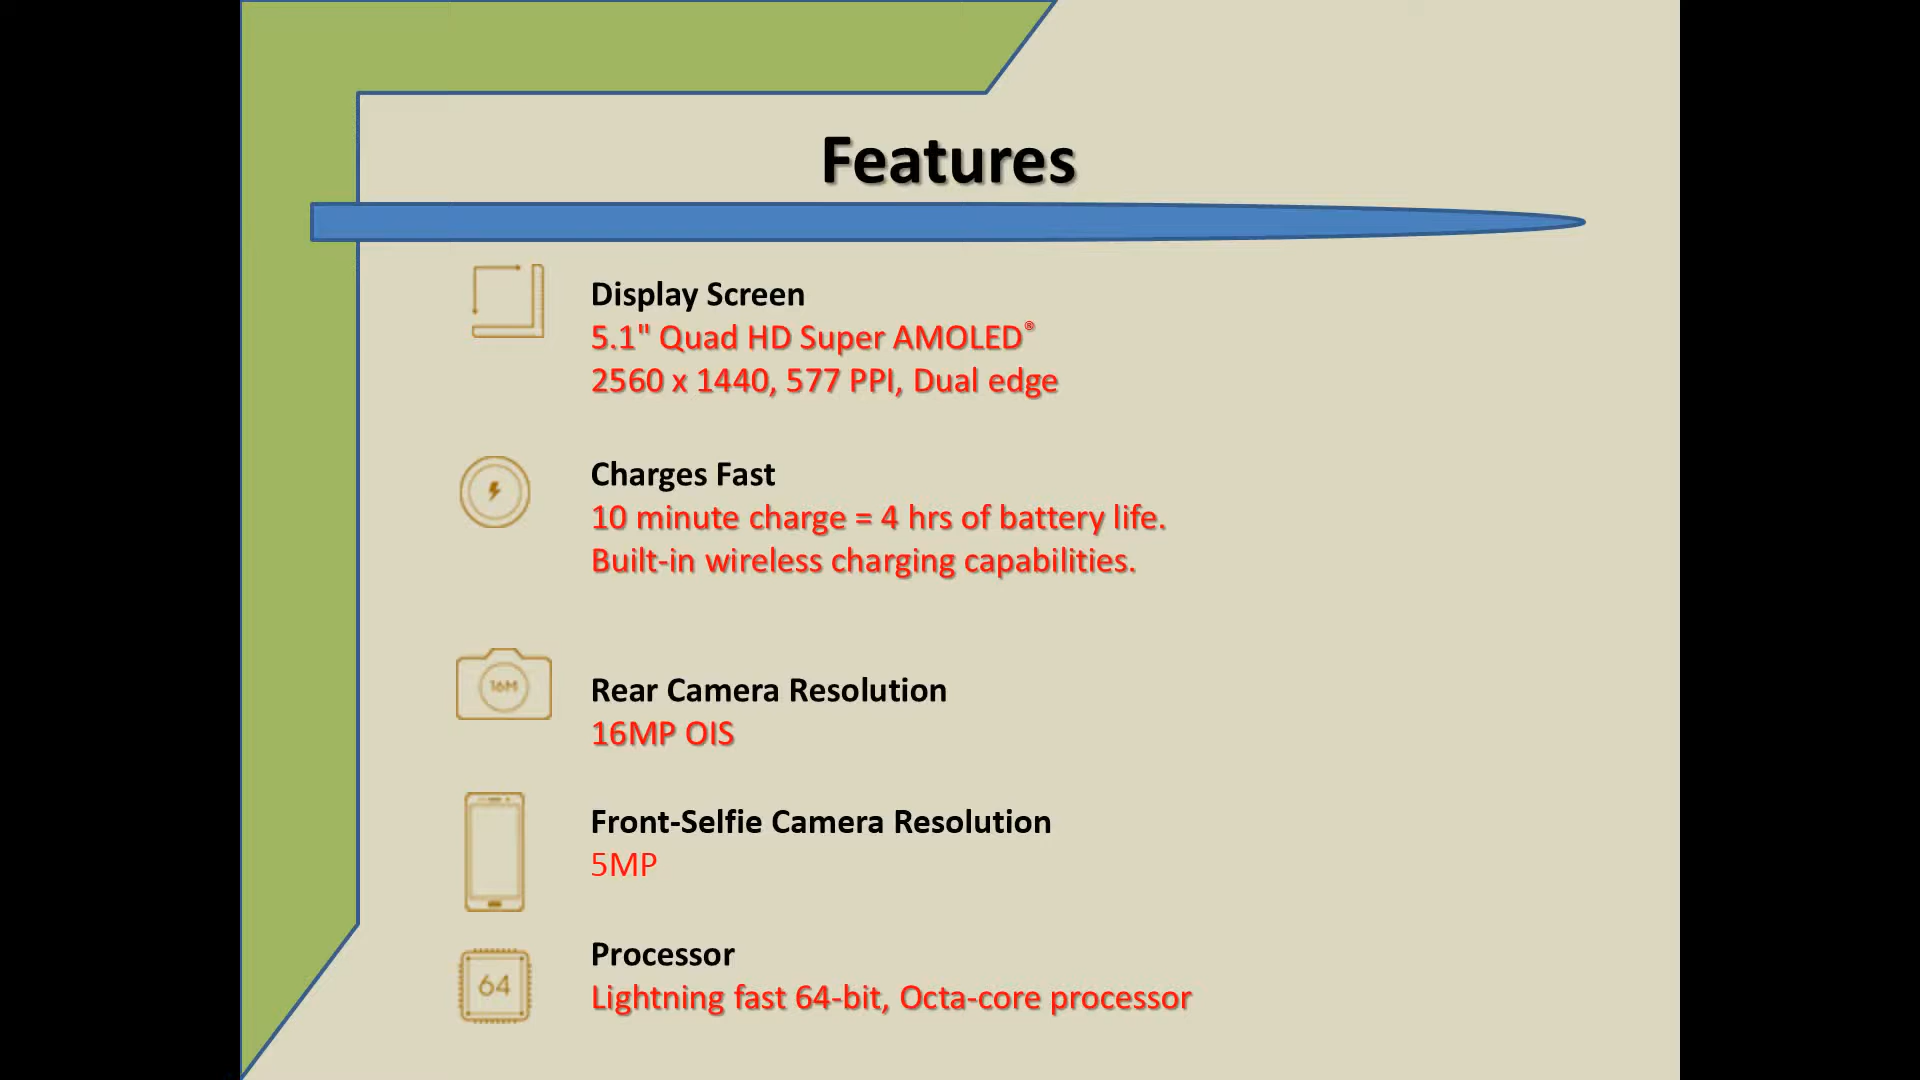 Features
Display Screen
5.1" Quad HD Super AMOLED®
2560 x 1440, 577 PPI, Dual edge
Charges Fast
10 minute charge = 4 hrs of battery life.
Built-in wireless charging capabilities.
16M
Rear Camera Resolution
16MP OIS
Front-Selfie Camera Resolution
5MP
Processor
64
Lightning fast 64-bit, Octa-core processor